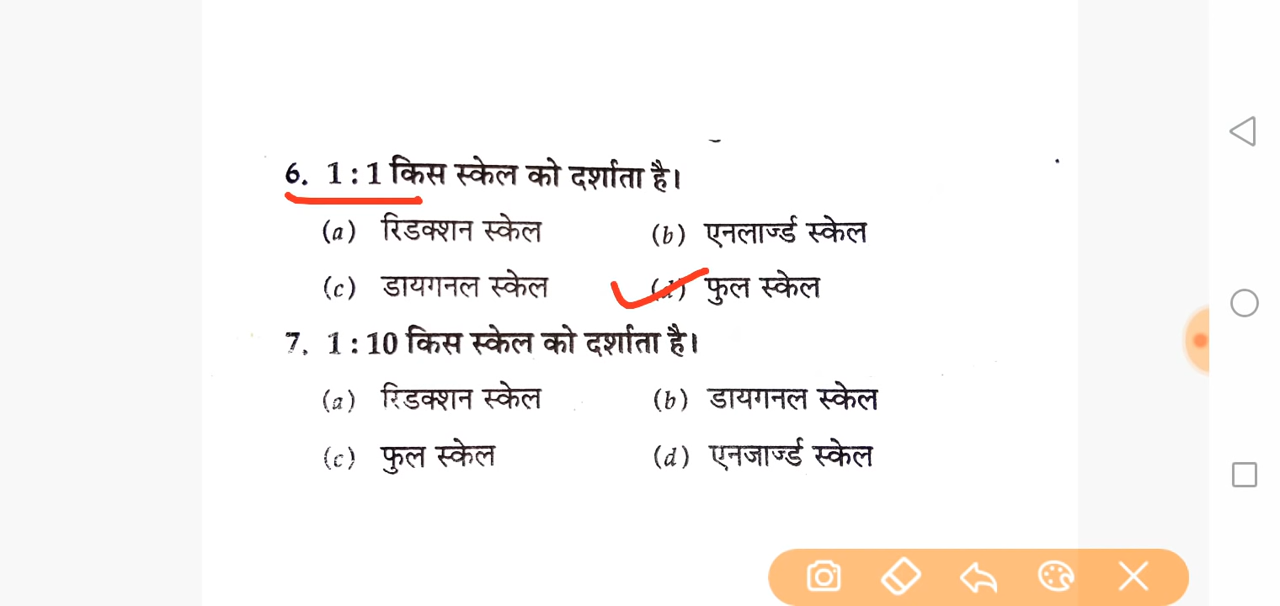 6. 1 : 1 किस स्केल को दर्शाता है।
(a) रिडक्शन स्केल (b) एनलार्ज्ड स्केल
(c) डायगनल स्केल (d) फुल स्केल
7. 1 : 10 किस स्केल को दर्शाता है।
(a) रिडक्शन स्केल (b) डायगनल स्केल
(c) फुल स्केल (d) एनजार्ज्ड स्केल